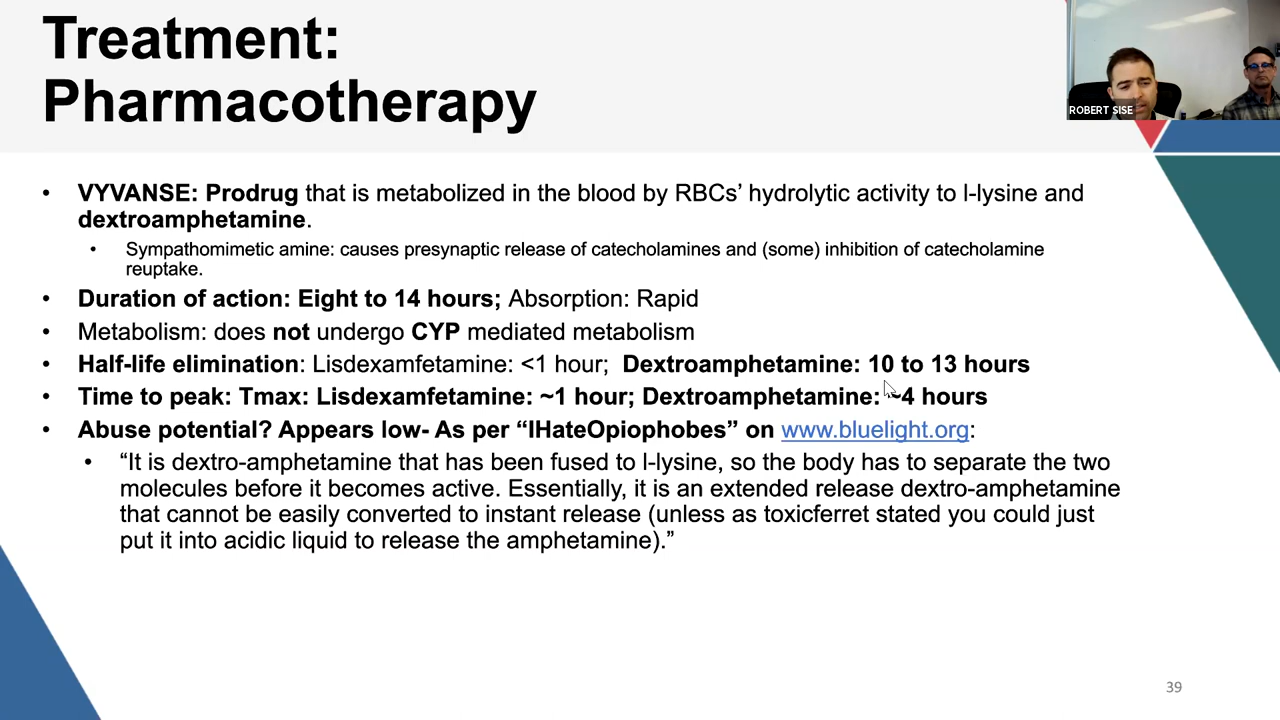 Treatment:
Pharmacotherapy
ROBERT SISE
• VYVANSE: Prodrug that is metabolized in the blood by RBCs’ hydrolytic activity to l-lysine and
dextroamphetamine.
• Sympathomimetic amine: causes presynaptic release of catecholamines and (some) inhibition of catecholamine
reuptake.
• Duration of action: Eight to 14 hours; Absorption: Rapid
• Metabolism: does not undergo CYP mediated metabolism
• Half-life elimination: Lisdexamfetamine: <1 hour; Dextroamphetamine: 10 to 13 hours
• Time to peak: Tmax: Lisdexamfetamine: ~1 hour; Dextroamphetamine: ~4 hours
• Abuse potential? Appears low- As per “IHateOpiophobes” on www.bluelight.org:
• “It is dextro-amphetamine that has been fused to l-lysine, so the body has to separate the two
molecules before it becomes active. Essentially, it is an extended release dextro-amphetamine
that cannot be easily converted to instant release (unless as toxicferret stated you could just
put it into acidic liquid to release the amphetamine).”
39